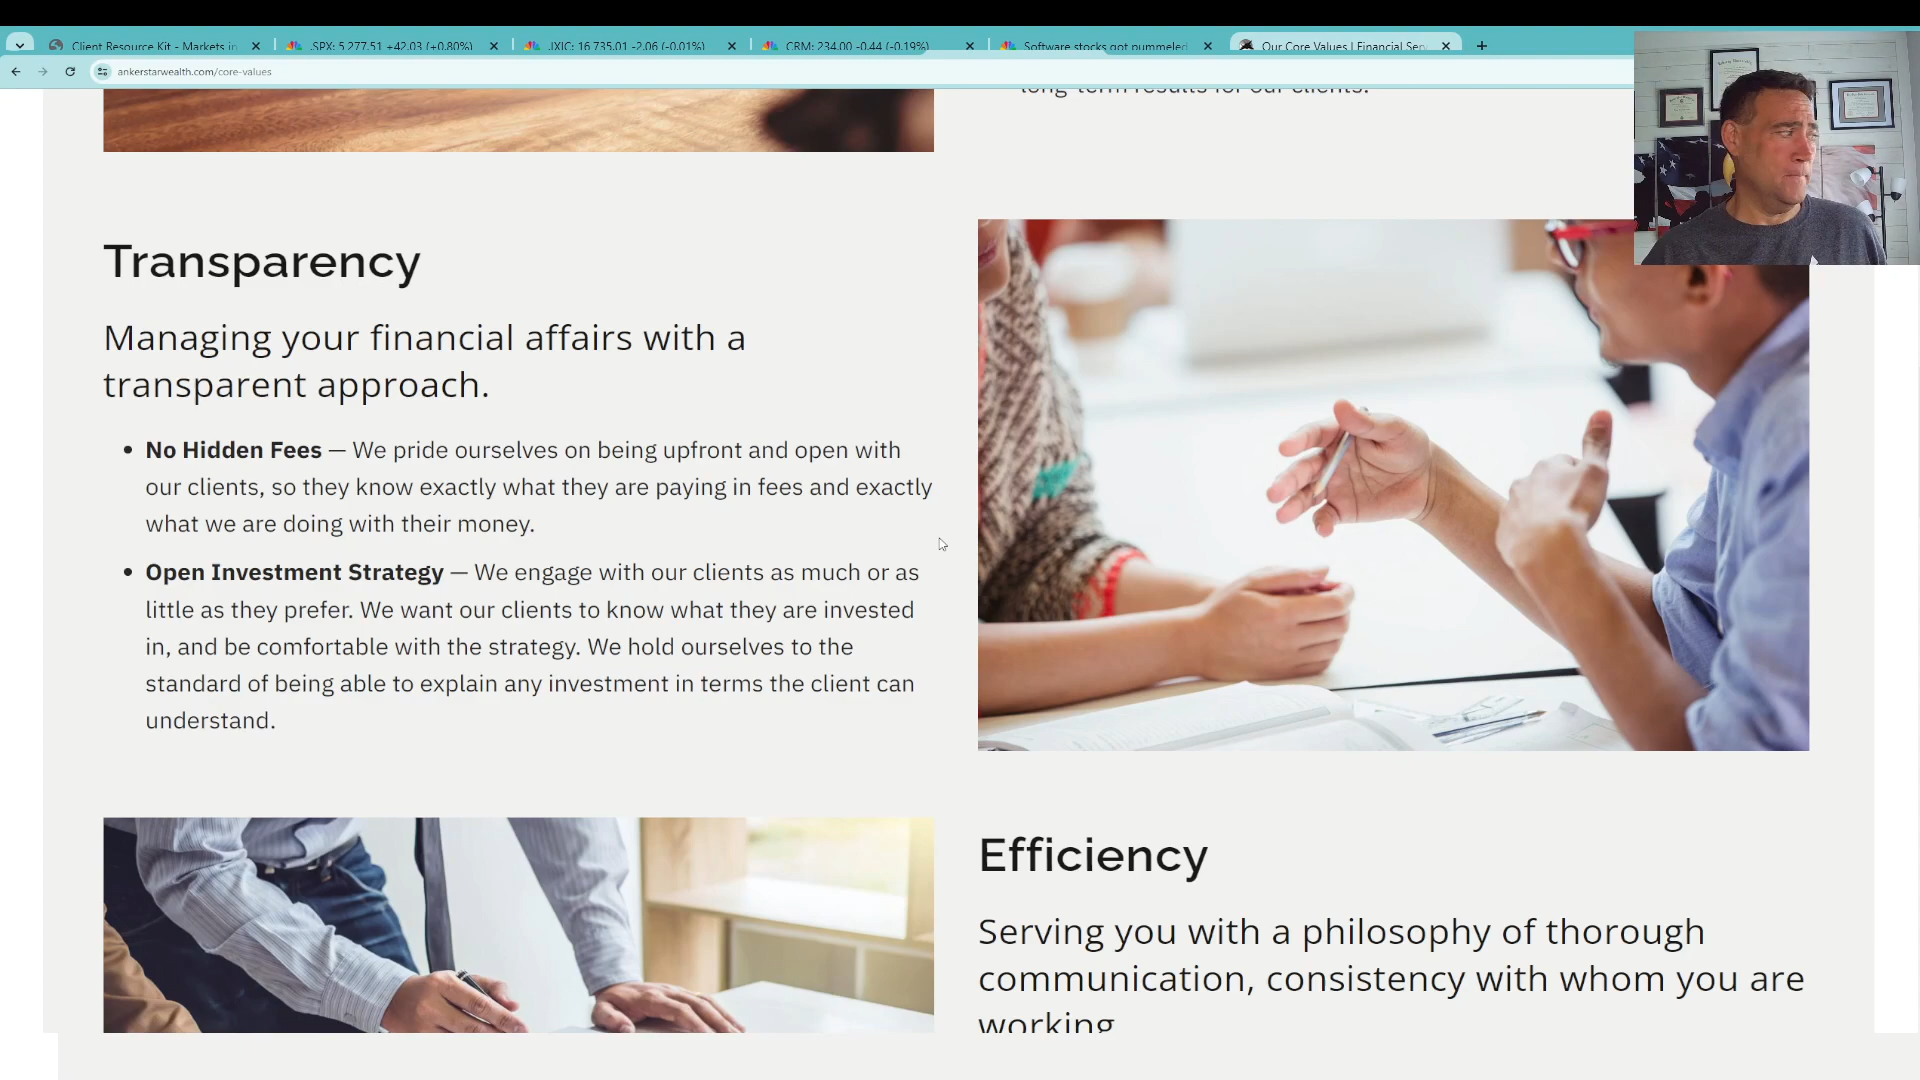 Client Resource Kit - Markets in
.SPX: 5,277.51 +42.03 (+0.80%)
.IXIC: 16,735.01 -2.06 (-0.01%)
CRM: 234.00 -0.44 (-0.19%)
Software stocks got pummeled
Our Core Values | Financial Serv
ankerstarwealth.com/core-values
long-term results for our clients.
Transparency
Managing your financial affairs with a
transparent approach.
• No Hidden Fees — We pride ourselves on being upfront and open with
our clients, so they know exactly what they are paying in fees and exactly
what we are doing with their money.
• Open Investment Strategy — We engage with our clients as much or as
little as they prefer. We want our clients to know what they are invested
in, and be comfortable with the strategy. We hold ourselves to the
standard of being able to explain any investment in terms the client can
understand.
Efficiency
Serving you with a philosophy of thorough
communication, consistency with whom you are
working